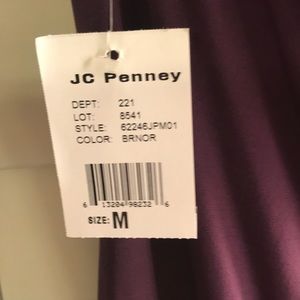 JC Penney
DEPT: 221
LOT: 8541
STYLE: 62246JPM01
COLOR: BRNOR
6 13204 98232 6
SIZE: M